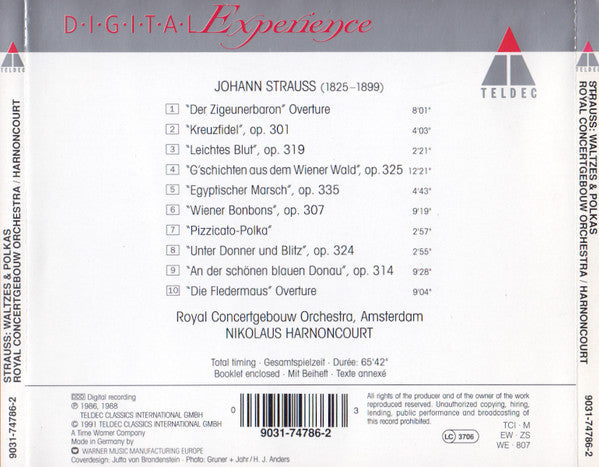 D·I·G·I·T·A·L Experience
TELDEC
JOHANN STRAUSS (1825-1899)
1 "Der Zigeunerbaron" Overture 8'01"
2 "Kreuzfidel", op. 301 4'03"
3 "Leichtes Blut", op. 319 2'21"
4 "G'schichten aus dem Wiener Wald", op. 325 12'21"
5 "Egyptischer Marsch", op. 335 4'43"
6 "Wiener Bonbons", op. 307 9'19"
7 "Pizzicato-Polka" 2'57"
8 "Unter Donner und Blitz", op. 324 2'55"
9 "An der schönen blauen Donau", op. 314 9'28"
10 "Die Fledermaus" Overture 9'04"
Royal Concertgebouw Orchestra, Amsterdam
NIKOLAUS HARNONCOURT
Total timing · Gesamtspielzeit · Durée: 65'42"
Booklet enclosed · Mit Beiheft · Texte annexé
DDD Digital recording
℗ 1986, 1988
TELDEC CLASSICS INTERNATIONAL GMBH
© 1991 TELDEC CLASSICS INTERNATIONAL GMBH
A Time Warner Company
Made in Germany by
WARNER MUSIC MANUFACTURING EUROPE
Coverdesign: Jutta von Brandenstein · Photo: Gruner + Jahr / H. J. Anders
0 3
9031-74786-2
All rights of the producer and of the owner of the work
reproduced reserved. Unauthorized copying, hiring,
lending, public performance and broadcasting of
this record prohibited.
LC 3706
TCI · M
EW · ZS
WE · 807
STRAUSS: WALTZES & POLKAS
ROYAL CONCERTGEBOUW ORCHESTRA / HARNONCOURT
9031-74786-2
STRAUSS: WALTZES & POLKAS
ROYAL CONCERTGEBOUW ORCHESTRA / HARNONCOURT
9031-74786-2